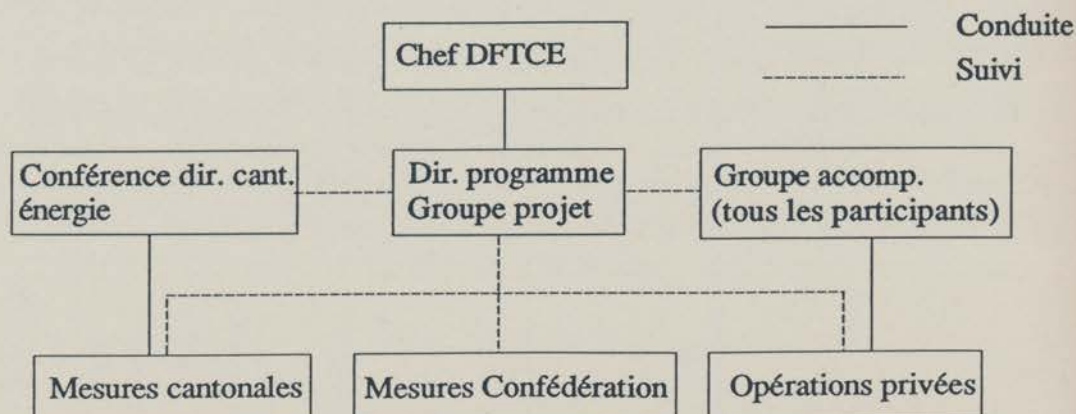 Conduite
Suivi
Chef DFTCE
Conférence dir. cant.
énergie
Dir. programme
Groupe projet
Groupe accomp.
(tous les participants)
Mesures cantonales
Mesures Confédération
Opérations privées